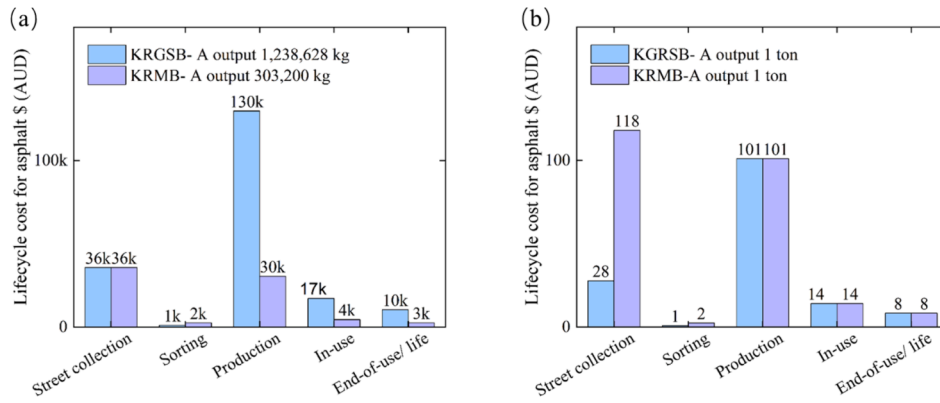 (a)
KRGSB- A output 1,238,628 kg
KRMB- A output 303,200 kg
Lifecycle cost for asphalt $ (AUD)
100k
0
36k 36k
1k 2k
130k
30k
17k
4k
10k
3k
Street collection
Sorting
Production
In-use
End-of-use/ life
(b)
KGRSB- A output 1 ton
KRMB-A output 1 ton
Lifecycle cost for asphalt $ (AUD)
100
0
28
118
1 2
101 101
14 14
8 8
Street collection
Sorting
Production
In-use
End-of-use/ life